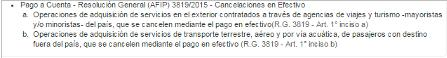 • Pago a Cuenta - Resolución General (AFIP) 3819/2015 - Cancelaciones en Efectivo
a. Operaciones de adquisición de servicios en el exterior contratados a través de agencias de viajes y turismo -mayoristas
y/o minoristas- del país, que se cancelen mediante el pago en efectivo(R.G. 3819 - Art. 1° inciso a)
b. Operaciones de adquisición de servicios de transporte terrestre, aéreo y por vía acuática, de pasajeros con destino
fuera del país, que se cancelen mediante el pago en efectivo (R.G. 3819 - Art. 1° inciso b)